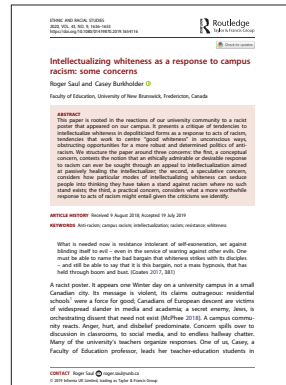 ETHNIC AND RACIAL STUDIES
2020, VOL. 43, NO. 9, 1636–1653
https://doi.org/10.1080/01419870.2019.1654116
Routledge
Taylor & Francis Group
Check for updates
Intellectualizing whiteness as a response to campus
racism: some concerns
Roger Saul and Casey Burkholder
Faculty of Education, University of New Brunswick, Fredericton, Canada
ABSTRACT
This paper is rooted in the reactions of our university community to a racist
poster that appeared on our campus. It presents a critique of tendencies to
intellectualize whiteness in depoliticized forms as a response to acts of racism,
tendencies that work to centre "good whiteness" in unconscious ways,
obstructing opportunities for a more robust and determined politics of anti-
racism. We structure the paper around three concerns: the first, a conceptual
concern, contests the notion that an ethically admirable or desirable response
to racism can ever be sought through an appeal to intellectualization aimed
at passively healing the intellectualizer; the second, a speculative concern,
considers how particular modes of intellectualizing whiteness can seduce
people into thinking they have taken a stand against racism where no such
stand exists; and the third, a practical concern, considers what a more worthwhile
response to acts of racism might entail given the critiques we identify.
ARTICLE HISTORY Received 9 August 2018; Accepted 19 July 2019
KEYWORDS Anti-racism; campus racism; intellectualization; racism; resistance; whiteness
What is needed now is resistance intolerant of self-exoneration, set against
blinding itself to evil – even in the service of warring against other evils. One
must be able to name the bad bargain that whiteness strikes with its disciples
– and still be able to say that it is this bargain, not a mass hypnosis, that has
held through boom and bust. (Coates 2017, 381)
A racist poster. It appears one Winter day on a university campus in a small
Canadian city. Its message is violent, its claims outrageous: residential
schools¹ were a force for good; Canadians of European descent are victims
of widespread slander in media and academia; a secret enemy, Jews, is
orchestrating dissent that need not exist (McPhee 2018). A campus commu-
nity reacts. Anger, hurt, and disbelief predominate. Concern spills over to
discussion in classrooms, to social media, and to endless hallway chatter.
Many of the university's teachers organize responses. One of us, Casey, a
Faculty of Education professor, leads her teacher-education students in
CONTACT Roger Saul rog.saul@unb.ca
© 2019 Informa UK Limited, trading as Taylor & Francis Group